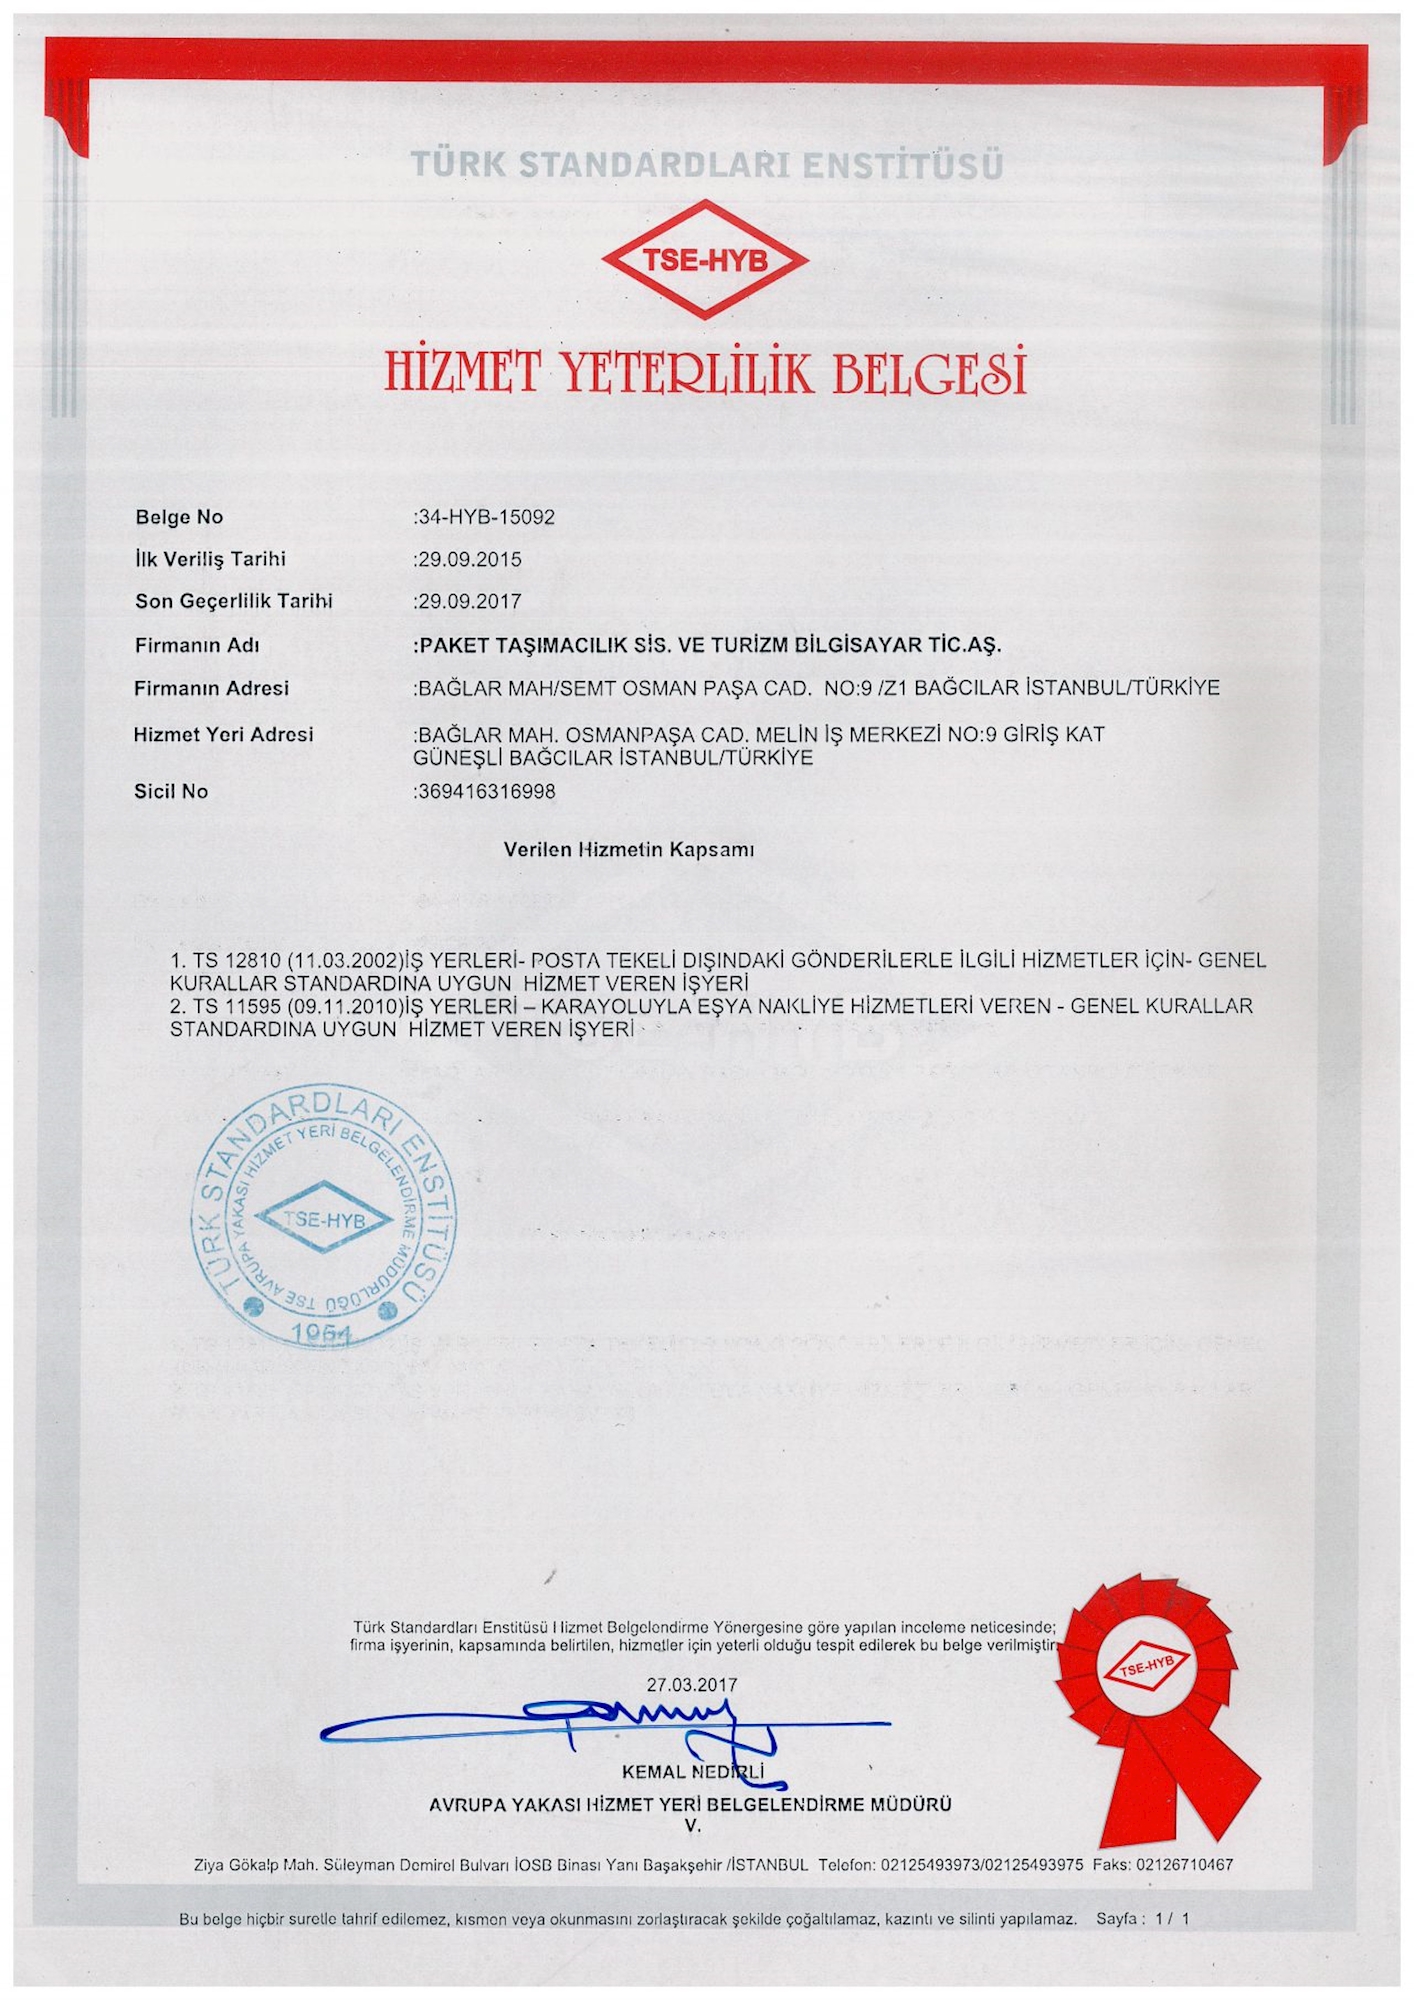 TÜRK STANDARDLARI ENSTİTÜSÜ
TSE-HYB
HİZMET YETERLİLİK BELGESİ
Belge No :34-HYB-15092
İlk Veriliş Tarihi :29.09.2015
Son Geçerlilik Tarihi :29.09.2017
Firmanın Adı :PAKET TAŞIMACILIK SİS. VE TURİZM BİLGİSAYAR TİC.AŞ.
Firmanın Adresi :BAĞLAR MAH/SEMT OSMAN PAŞA CAD. NO:9 /Z1 BAĞCILAR İSTANBUL/TÜRKİYE
Hizmet Yeri Adresi :BAĞLAR MAH. OSMANPAŞA CAD. MELİN İŞ MERKEZİ NO:9 GİRİŞ KAT
GÜNEŞLİ BAĞCILAR İSTANBUL/TÜRKİYE
Sicil No :369416316998
Verilen Hizmetin Kapsamı
1. TS 12810 (11.03.2002)İŞ YERLERİ- POSTA TEKELİ DIŞINDAKİ GÖNDERİLERLE İLGİLİ HİZMETLER İÇİN- GENEL
KURALLAR STANDARDINA UYGUN HİZMET VEREN İŞYERİ
2. TS 11595 (09.11.2010)İŞ YERLERİ – KARAYOLUYLA EŞYA NAKLİYE HİZMETLERİ VEREN - GENEL KURALLAR
STANDARDINA UYGUN HİZMET VEREN İŞYERİ
TÜRK STANDARDLARI ENSTİTÜSÜ
TSE AVRUPA YAKASI HİZMET YERİ BELGELENDİRME MÜDÜRLÜĞÜ
TSE-HYB
1954
Türk Standardları Enstitüsü Hizmet Belgelendirme Yönergesine göre yapılan inceleme neticesinde;
firma işyerinin, kapsamında belirtilen, hizmetler için yeterli olduğu tespit edilerek bu belge verilmiştir.
TSE-HYB
27.03.2017
KEMAL NEDİRLİ
AVRUPA YAKASI HİZMET YERİ BELGELENDİRME MÜDÜRÜ
V.
Ziya Gökalp Mah. Süleyman Demirel Bulvarı İOSB Binası Yanı Başakşehir /İSTANBUL Telefon: 02125493973/02125493975 Faks: 02126710467
Bu belge hiçbir suretle tahrif edilemez, kısmen veya okunmasını zorlaştıracak şekilde çoğaltılamaz, kazıntı ve silinti yapılamaz. Sayfa : 1 / 1